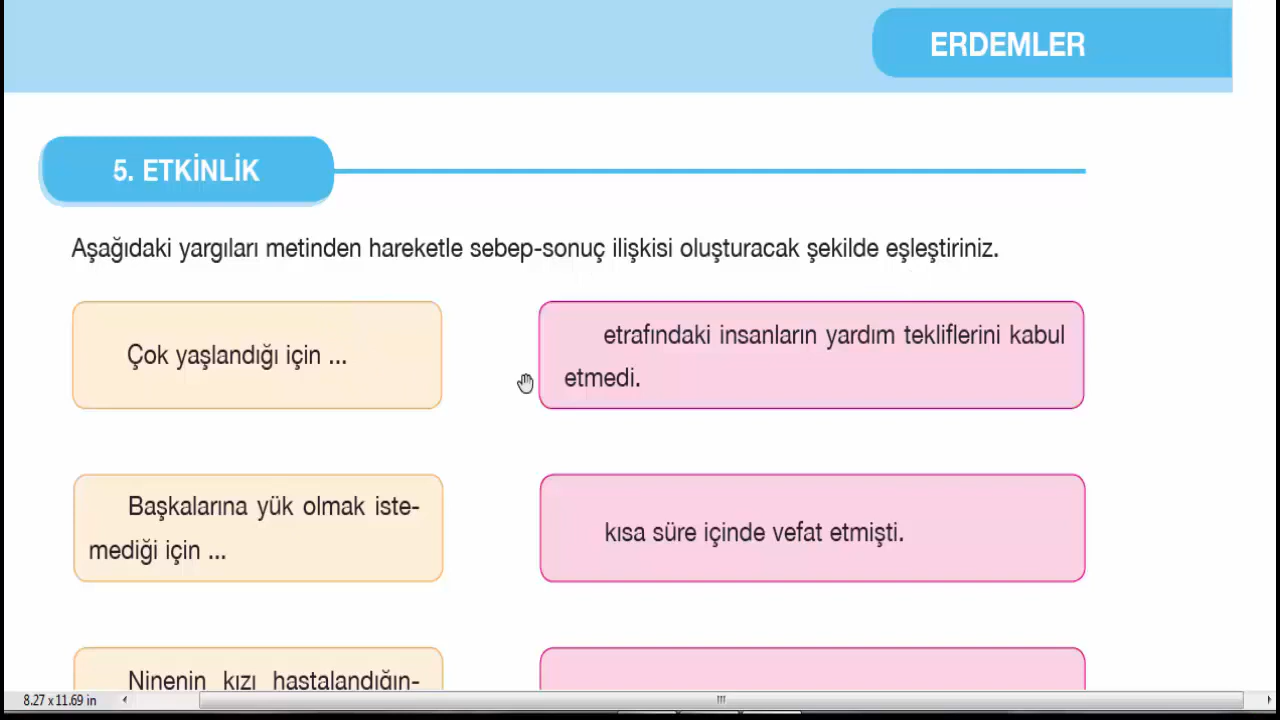 ERDEMLER
5. ETKİNLİK
Aşağıdaki yargıları metinden hareketle sebep-sonuç ilişkisi oluşturacak şekilde eşleştiriniz.
Çok yaşlandığı için ...
etrafındaki insanların yardım tekliflerini kabul
etmedi.
Başkalarına yük olmak iste-
mediği için ...
kısa süre içinde vefat etmişti.
Ninenin kızı hastalandığın-
8.27 x 11.69 in